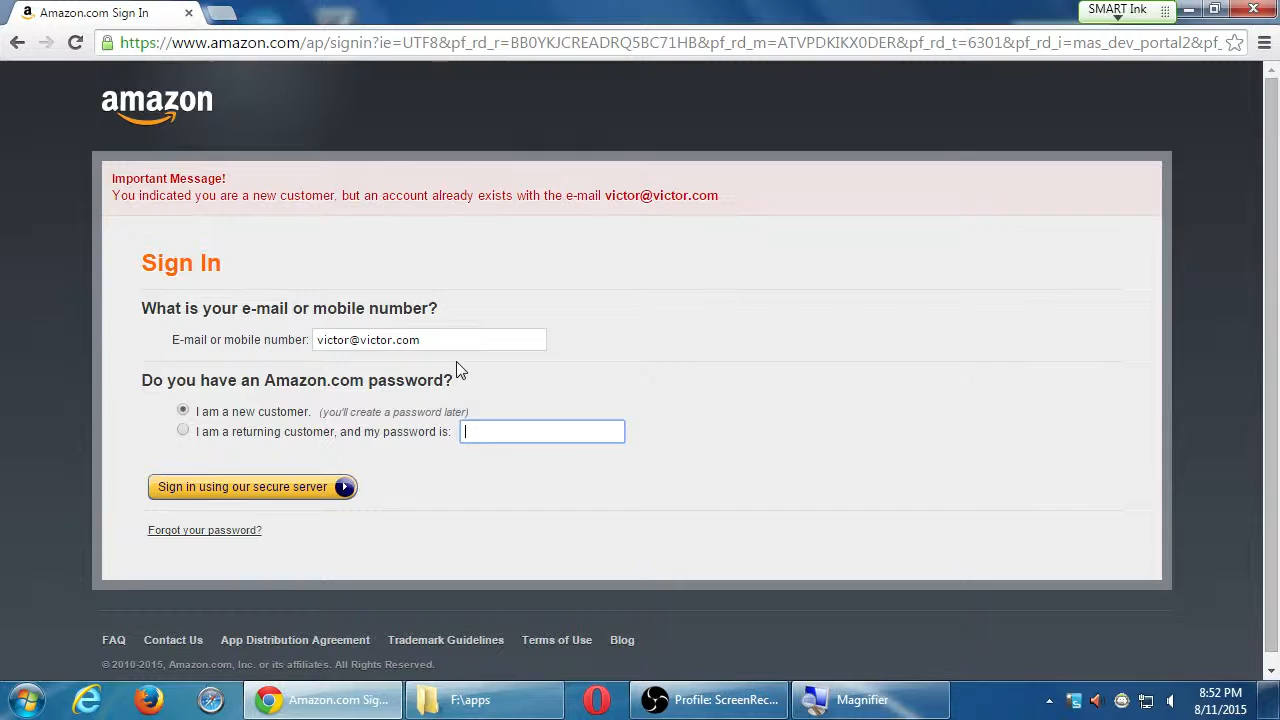 Amazon.com Sign In
SMART Ink
https://www.amazon.com/ap/signin?ie=UTF8&pf_rd_r=BB0YK READRQ5BC71HB&pf_rd_m=ATVPDKIKX0DER&pf_rd_t=6301&pf_rd_i=mas_dev_portal2&pf_
amazon
Important Message!
You indicated you are a new customer, but an account already exists with the e-mail victor@victor.com
Sign In
What is your e-mail or mobile number?
E-mail or mobile number: victor@victor.com
Do you have an Amazon.com password?
I am a new customer. (you'll create a password later)
I am a returning customer, and my password is:
Sign in using our secure server
Forgot your password?
FAQ Contact Us App Distribution Agreement Trademark Guidelines Terms of Use Blog
© 2010-2015, Amazon.com, Inc. or its affiliates. All Rights Reserved.
Amazon.com Sig... F:\apps Profile: ScreenRec... Magnifier 8:52 PM
8/11/2015